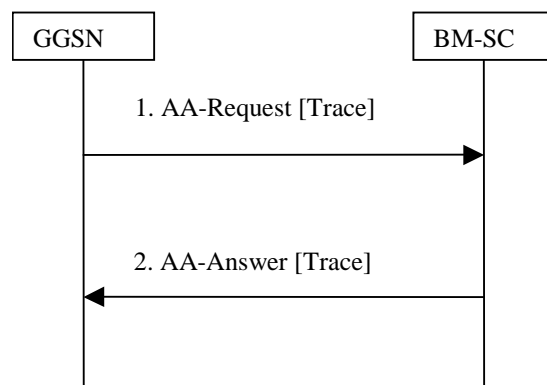 GGSN
BM-SC
1. AA-Request [Trace]
2. AA-Answer [Trace]